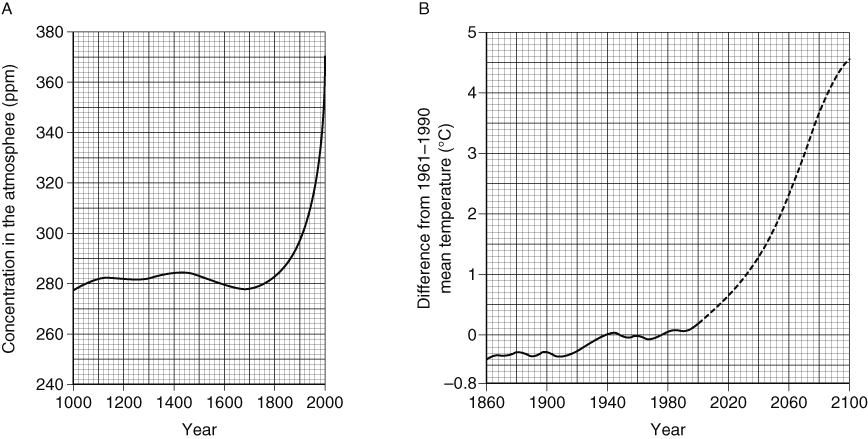 A
Concentration in the atmosphere (ppm)
380
360
340
320
300
280
260
240
1000 1200 1400 1600 1800 2000
Year
B
Difference from 1961–1990
mean temperature (°C)
5
4
3
2
1
0
–0.8
1860 1900 1940 1980 2020 2060 2100
Year